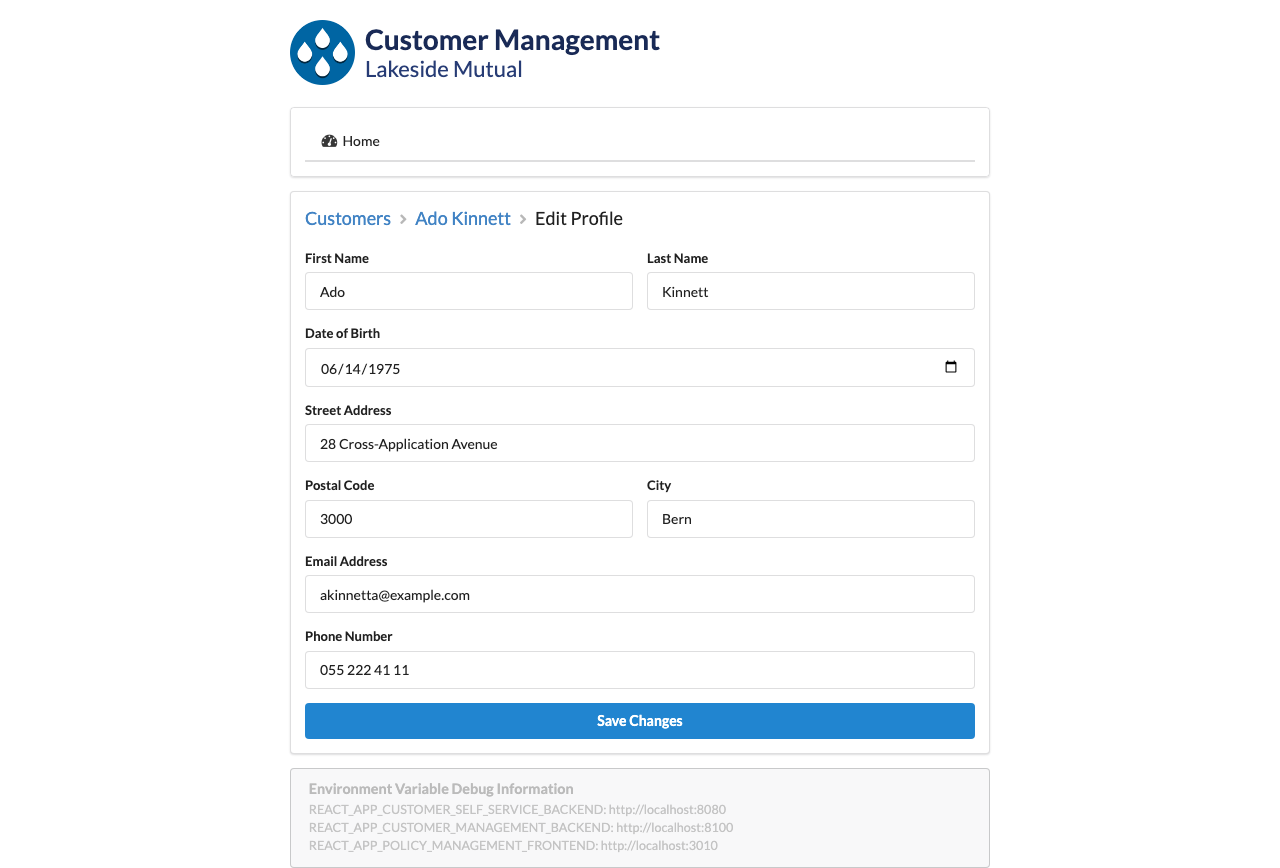 Customer Management
Lakeside Mutual
Home
Customers > Ado Kinnett > Edit Profile
First Name
Last Name
Ado
Kinnett
Date of Birth
06/14/1975
Street Address
28 Cross-Application Avenue
Postal Code
City
3000
Bern
Email Address
akinnetta@example.com
Phone Number
055 222 41 11
Save Changes
Environment Variable Debug Information
REACT_APP_CUSTOMER_SELF_SERVICE_BACKEND: http://localhost:8080
REACT_APP_CUSTOMER_MANAGEMENT_BACKEND: http://localhost:8100
REACT_APP_POLICY_MANAGEMENT_FRONTEND: http://localhost:3010